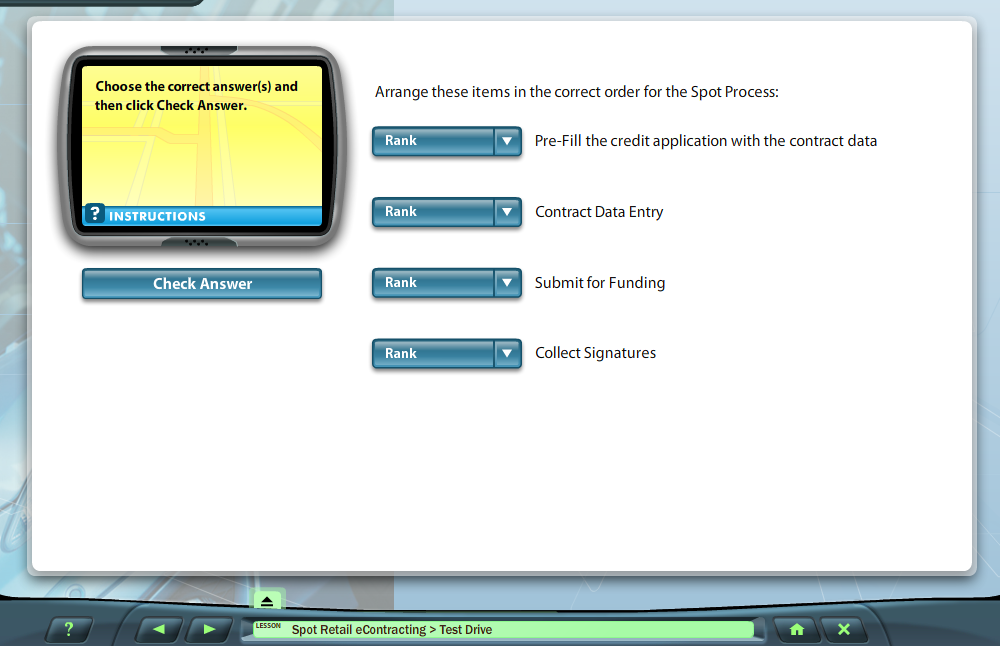 Choose the correct answer(s) and
then click Check Answer.
? INSTRUCTIONS
Check Answer
Arrange these items in the correct order for the Spot Process:
Rank Pre-Fill the credit application with the contract data
Rank Contract Data Entry
Rank Submit for Funding
Rank Collect Signatures
? LESSON Spot Retail eContracting > Test Drive